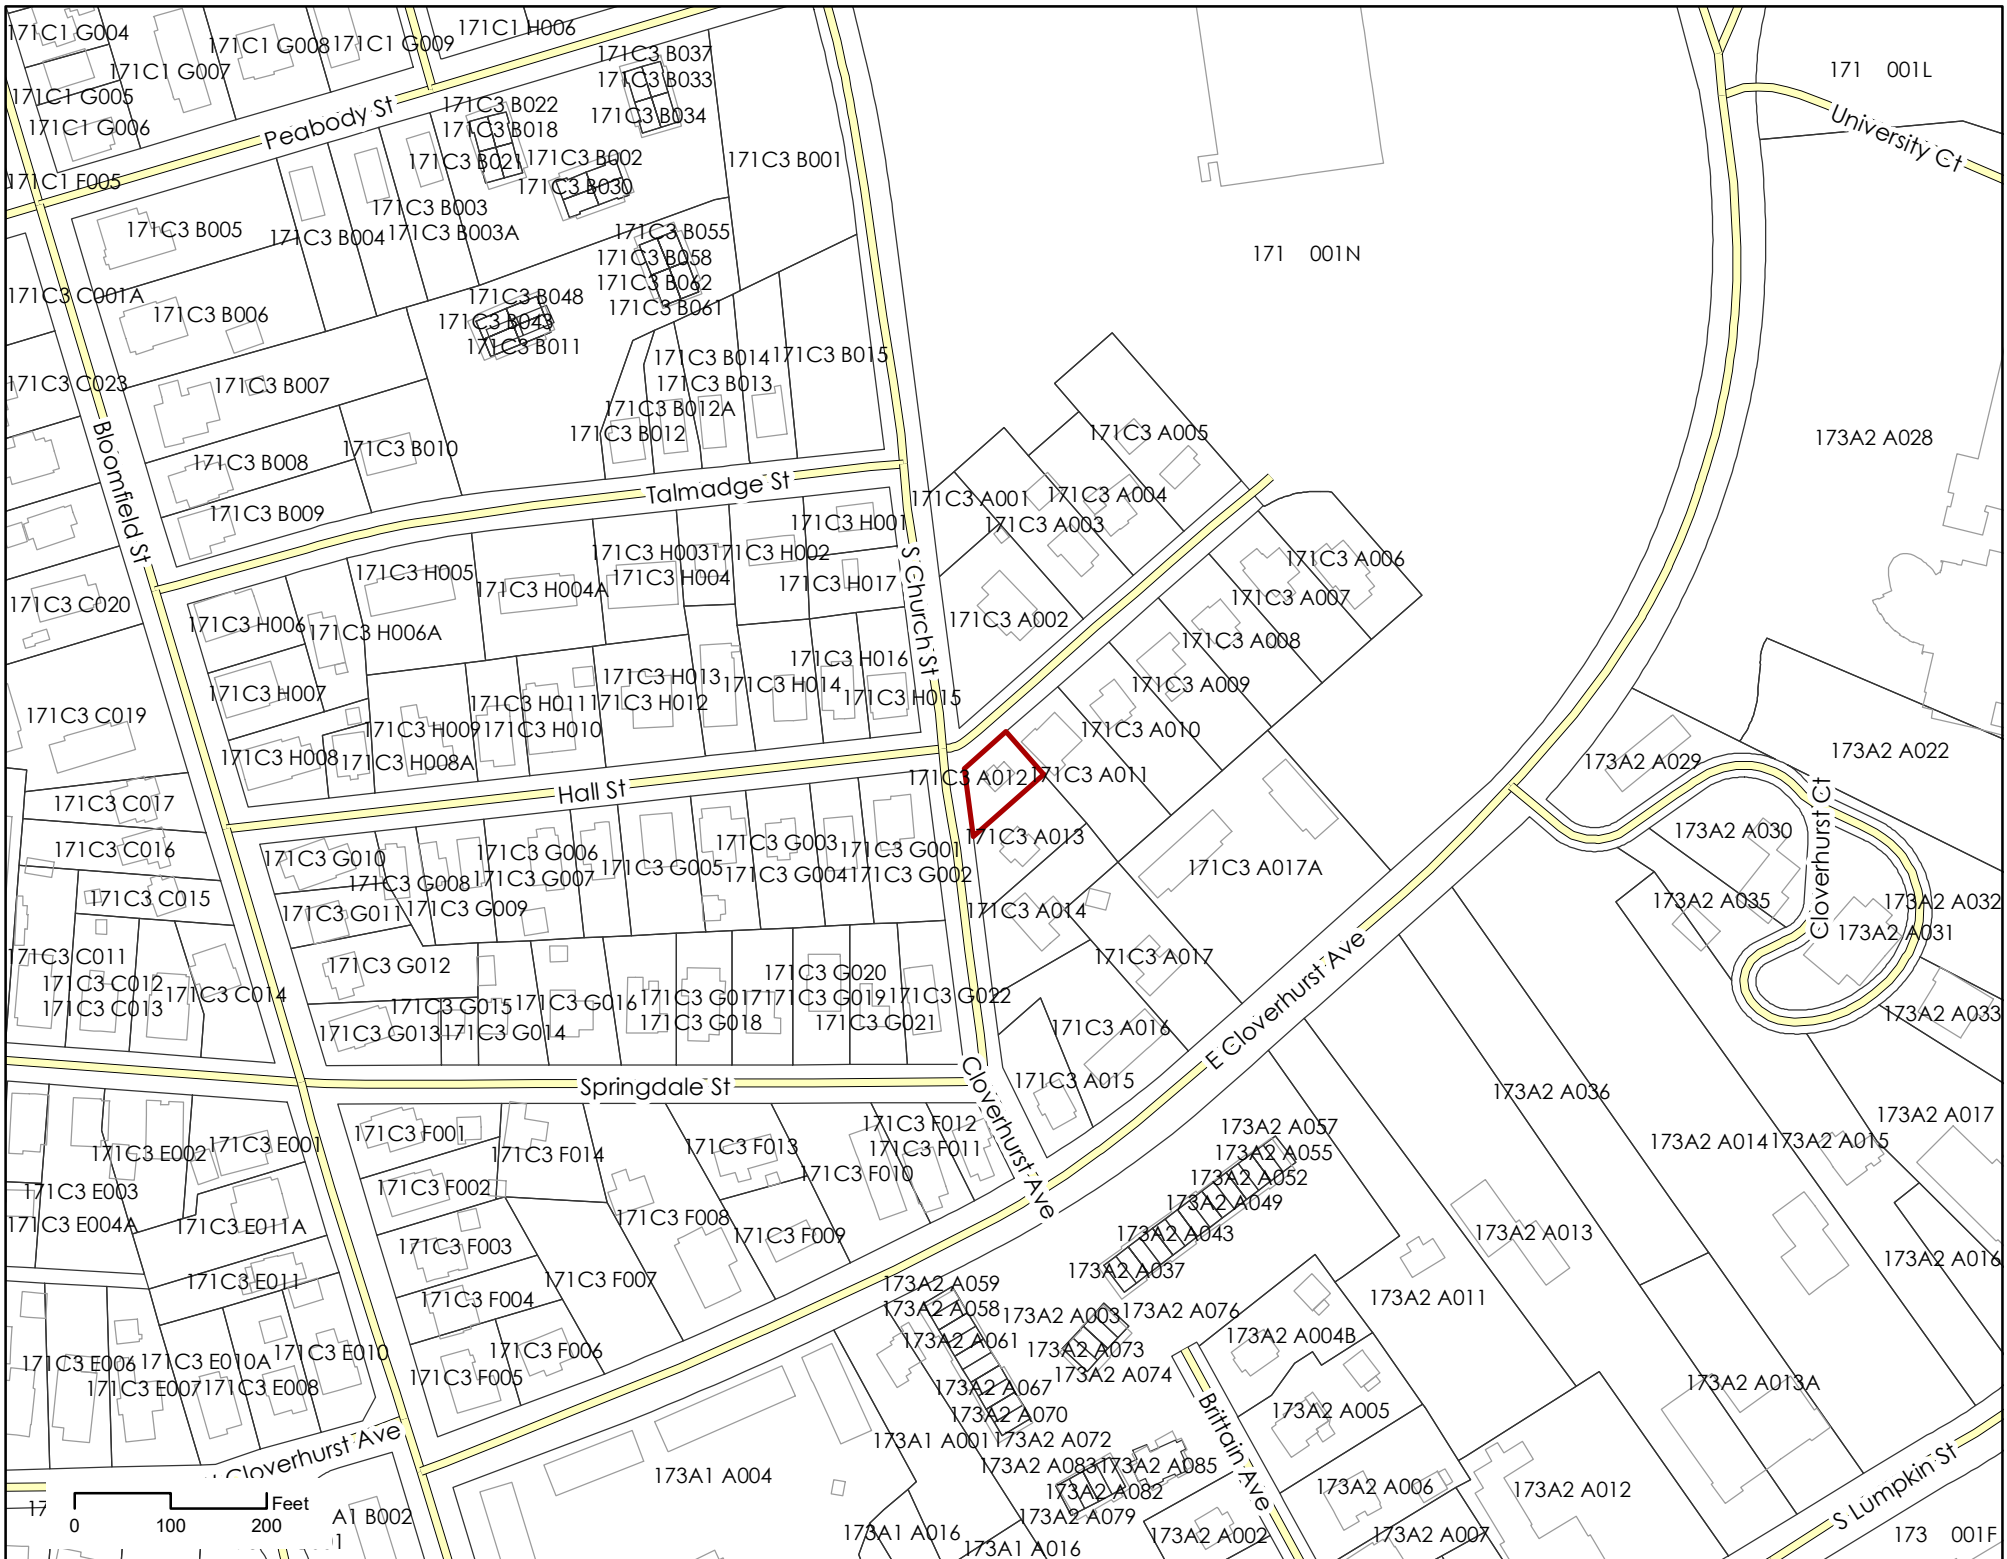 171C1 G004
171C1 G008
171C1 G009
171C1 H006
171C1 G007
171C1 G005
171C1 G006
171C1 F005
Peabody St
171C3 B037
171C3 B033
171C3 B034
171C3 B022
171C3 B018
171C3 B021
171C3 B002
171C3 B030
171C3 B001
171 001L
University Ct
171 001N
171C3 B005
171C3 B004
171C3 B003
171C3 B003A
171C3 B055
171C3 B058
171C3 B062
171C3 B061
171C3 C001A
171C3 B006
171C3 B048
171C3 B043
171C3 B011
171C3 C023
171C3 B007
171C3 B014
171C3 B015
171C3 B013
171C3 B012A
171C3 B012
Bloomfield St
171C3 B008
171C3 B010
171C3 B009
Talmadge St
171C3 A005
171C3 A001
171C3 A004
171C3 A003
173A2 A028
171C3 H001
171C3 H003
171C3 H002
171C3 H004
171C3 H017
171C3 H005
171C3 H004A
S Church St
171C3 A006
171C3 A007
171C3 A002
171C3 A008
171C3 C020
171C3 H006
171C3 H006A
171C3 H016
171C3 H013
171C3 H014
171C3 H015
171C3 A009
171C3 H007
171C3 H011
171C3 H012
171C3 C019
171C3 H009
171C3 H010
171C3 A010
171C3 H008
171C3 H008A
171C3 A012
171C3 A011
173A2 A029
173A2 A022
Hall St
171C3 C017
171C3 A013
173A2 A030
Cloverhurst Ct
171C3 C016
171C3 G010
171C3 G006
171C3 G003
171C3 G001
171C3 G008
171C3 G007
171C3 G005
171C3 G004
171C3 G002
171C3 A017A
171C3 C015
171C3 G011
171C3 G009
171C3 A014
173A2 A035
173A2 A032
173A2 A031
171C3 C011
171C3 C012
171C3 C013
171C3 C014
171C3 G012
171C3 G020
171C3 A017
E Cloverhurst Ave
171C3 G015
171C3 G016
171C3 G017
171C3 G019
171C3 G022
171C3 G013
171C3 G014
171C3 G018
171C3 G021
171C3 A016
173A2 A033
Springdale St
171C3 A015
Cloverhurst Ave
173A2 A036
171C3 F001
171C3 F012
173A2 A057
173A2 A017
171C3 E002
171C3 E001
171C3 F014
171C3 F013
171C3 F011
173A2 A055
173A2 A014
173A2 A015
171C3 F002
171C3 F010
173A2 A052
171C3 E003
173A2 A049
171C3 E004A
171C3 E011A
171C3 F008
171C3 F009
173A2 A043
173A2 A013
171C3 F003
173A2 A016
171C3 E011
171C3 F007
173A2 A059
173A2 A037
171C3 F004
173A2 A058
173A2 A003
173A2 A076
173A2 A011
173A2 A061
173A2 A073
173A2 A004B
171C3 E006
171C3 E010A
171C3 E010
171C3 F006
171C3 F005
173A2 A074
171C3 E007
171C3 E008
173A2 A067
173A2 A013A
173A2 A070
173A2 A005
173A1 A001
173A2 A072
Brittain Ave
Cloverhurst Ave
173A1 A004
173A2 A083
173A2 A085
173A2 A082
173A2 A006
173A2 A012
S Lumpkin St
173A2 A079
A1 B002
173A1 A016
173A1 A016
173A2 A002
173A2 A007
173 001F
17
Feet
0 100 200